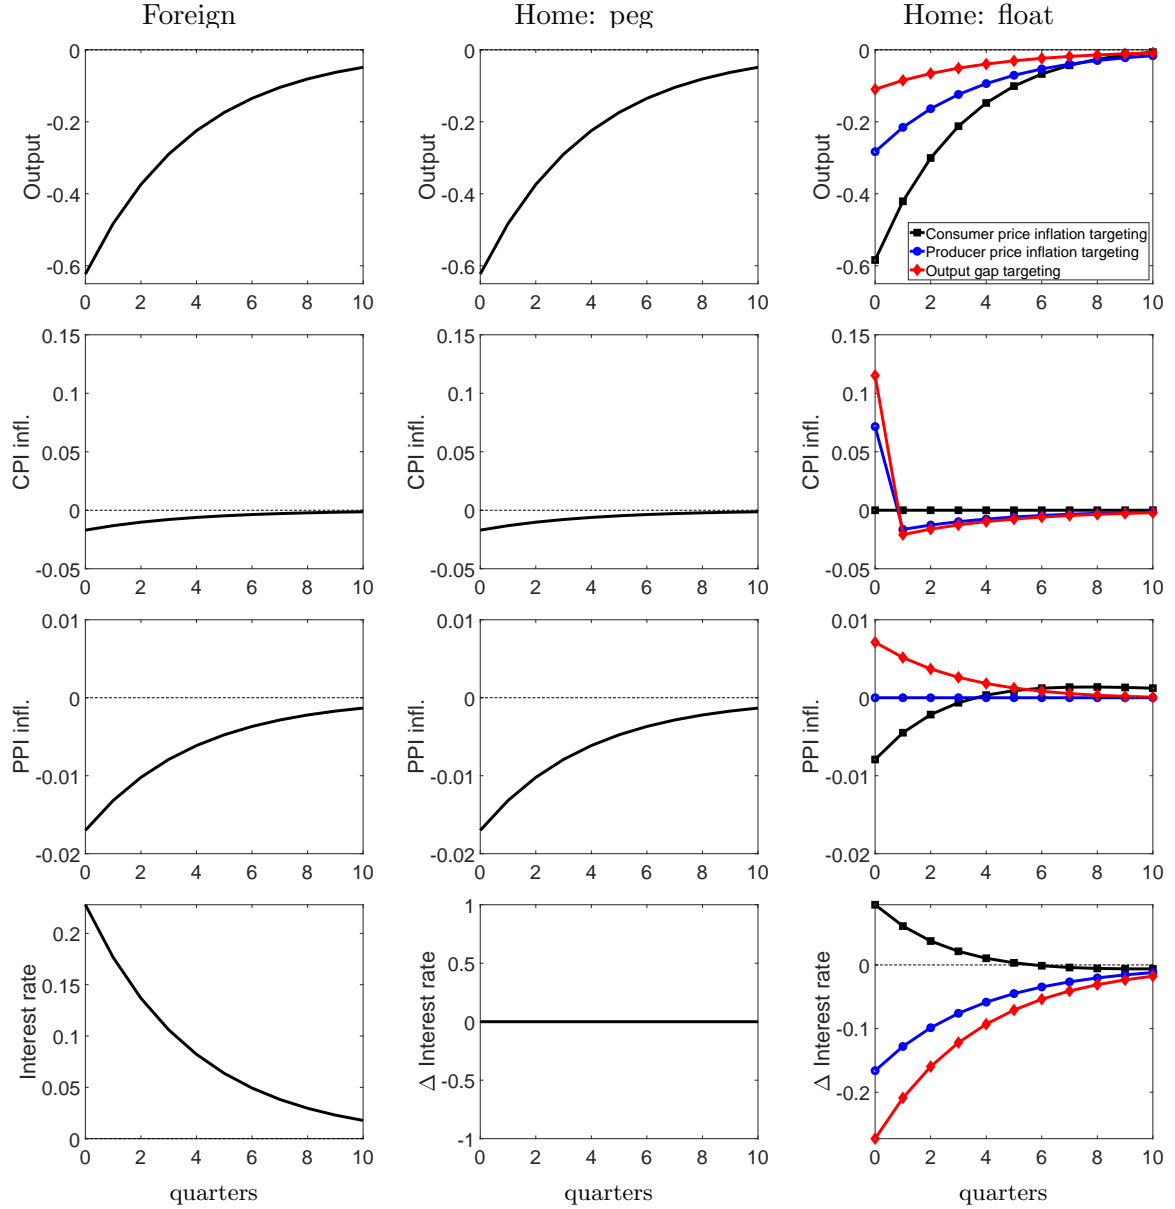 Foreign
Home: peg
Home: float
Output
0
-0.2
-0.4
-0.6
0 2 4 6 8 10
Output
0
-0.2
-0.4
-0.6
0 2 4 6 8 10
Output
0
-0.2
-0.4
-0.6
Consumer price inflation targeting
Producer price inflation targeting
Output gap targeting
0 2 4 6 8 10
CPI infl.
0.15
0.1
0.05
0
-0.05
0 2 4 6 8 10
CPI infl.
0.15
0.1
0.05
0
-0.05
0 2 4 6 8 10
CPI infl.
0.15
0.1
0.05
0
-0.05
0 2 4 6 8 10
PPI infl.
0.01
0
-0.01
-0.02
0 2 4 6 8 10
PPI infl.
0.01
0
-0.01
-0.02
0 2 4 6 8 10
PPI infl.
0.01
0
-0.01
-0.02
0 2 4 6 8 10
Interest rate
0.2
0.15
0.1
0.05
0
0 2 4 6 8 10
quarters
Δ Interest rate
1
0.5
0
-0.5
-1
0 2 4 6 8 10
quarters
Δ Interest rate
0
-0.1
-0.2
0 2 4 6 8 10
quarters